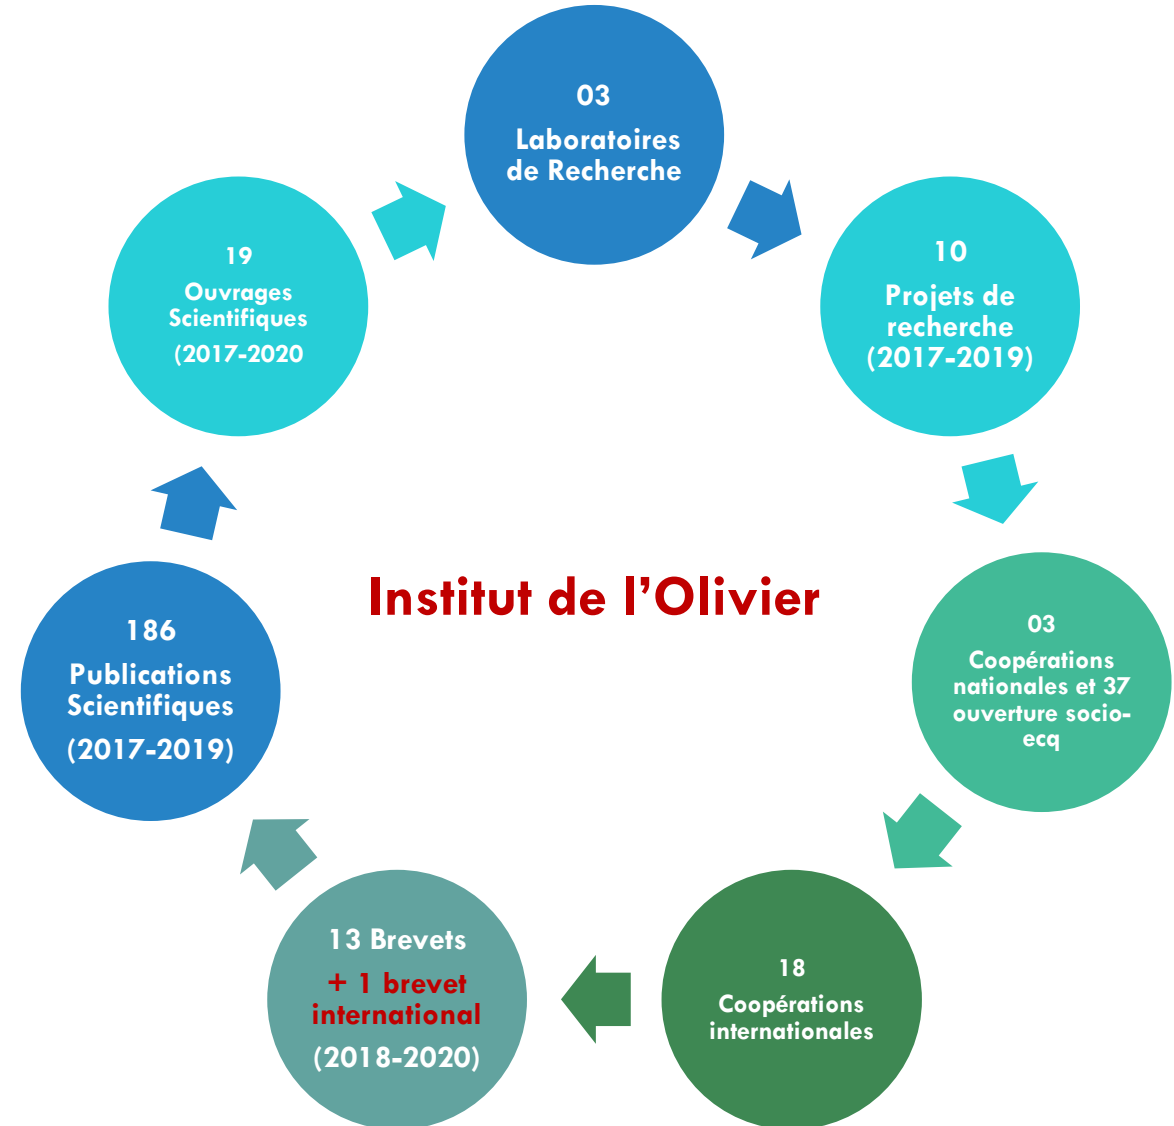 03
Laboratoires
de Recherche
10
Projets de
recherche
(2017-2019)
03
Coopérations
nationales et 37
ouverture socio-
ecq
18
Coopérations
internationales
13 Brevets
+ 1 brevet
international
(2018-2020)
186
Publications
Scientifiques
(2017-2019)
19
Ouvrages
Scientifiques
(2017-2020
Institut de l’Olivier